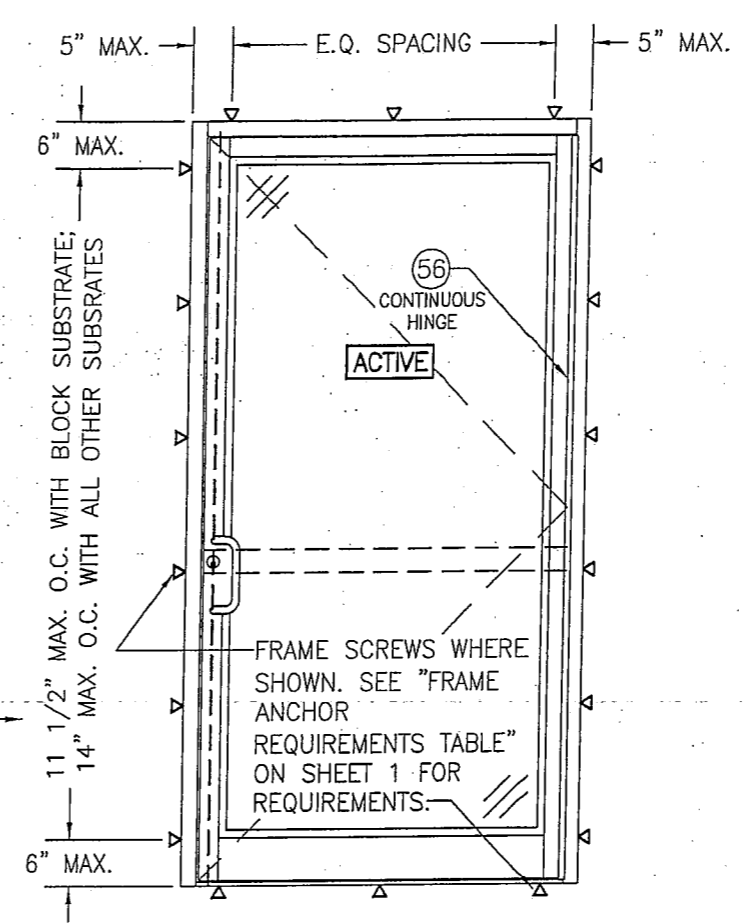 5" MAX.
E.Q. SPACING
5" MAX.
6" MAX.
11 1/2" MAX. O.C. WITH BLOCK SUBSTRATE;
14" MAX. O.C. WITH ALL OTHER SUBSRATES
56
CONTINUOUS
HINGE
ACTIVE
FRAME SCREWS WHERE
SHOWN. SEE "FRAME
ANCHOR
REQUIREMENTS TABLE"
ON SHEET 1 FOR
REQUIREMENTS.
6" MAX.